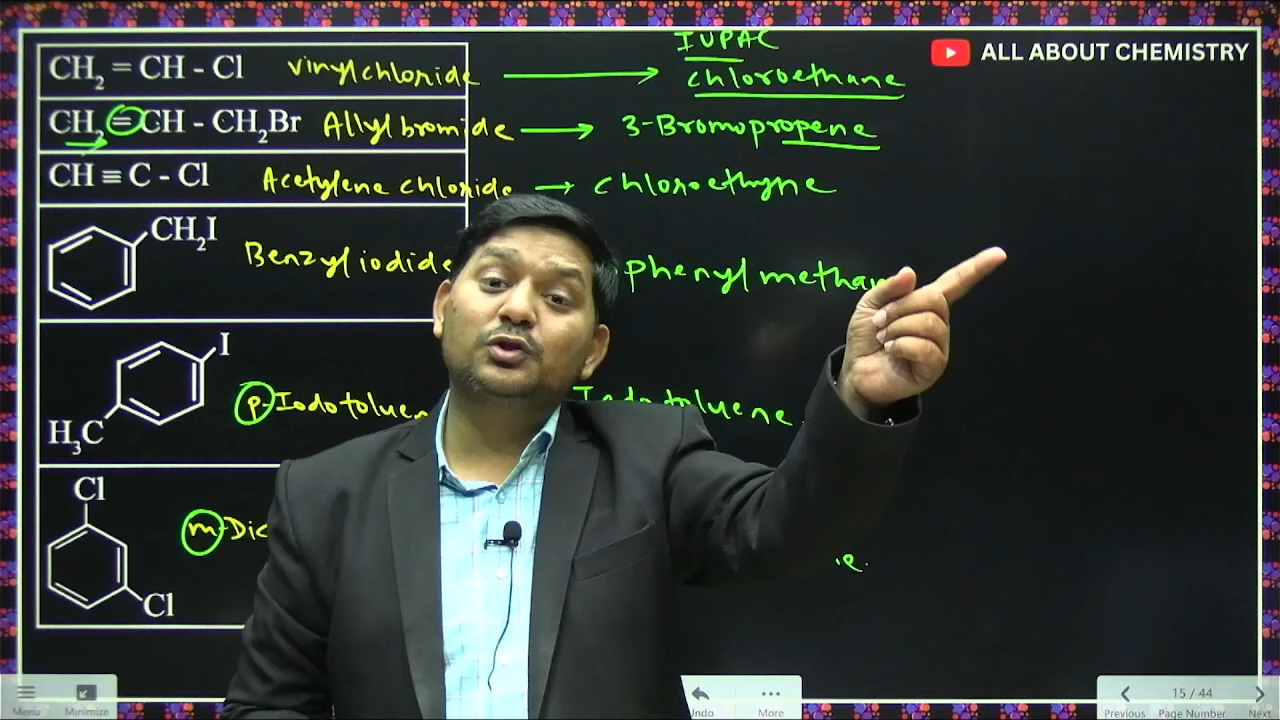 IUPAC
ALL ABOUT CHEMISTRY
CH₂ = CH - Cl vinylchloride → chloroethane
CH₂ = CH - CH₂Br Allylbromide → 3-Bromopropene
CH ≡ C - Cl Acetylene chloride → chloroethyne
CH₂I
Benzyliodide phenylmethan
I
p-Iodotoluen Iodotoluene
H₃C
Cl
m-Dic
Cl
Menu Minimize Undo More Previous 15 / 44 Page Number Next